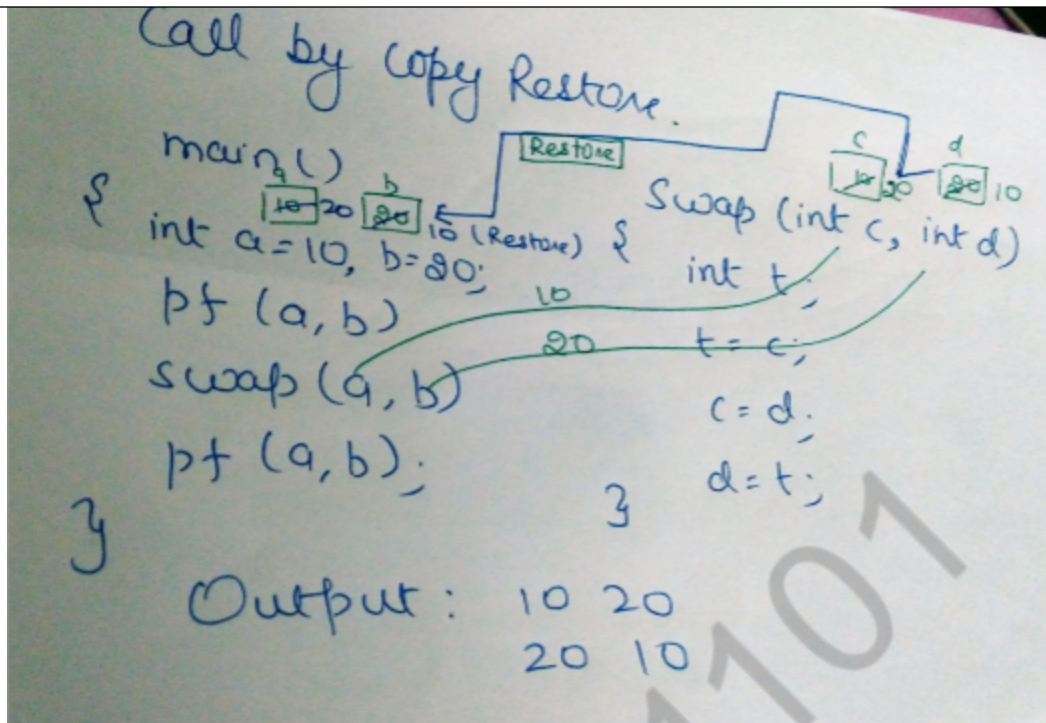 Call by Copy Restore.
main()
Restore
c d
10 20 20 10
a b
10 20 20 10 (Restore)
swap (int c, int d)
{
{
int a=10, b=20;
int t;
pf (a, b)
10
20
t = c;
swap (a, b)
c = d;
pf (a, b);
d = t;
}
}
Output : 10 20
20 10
1101